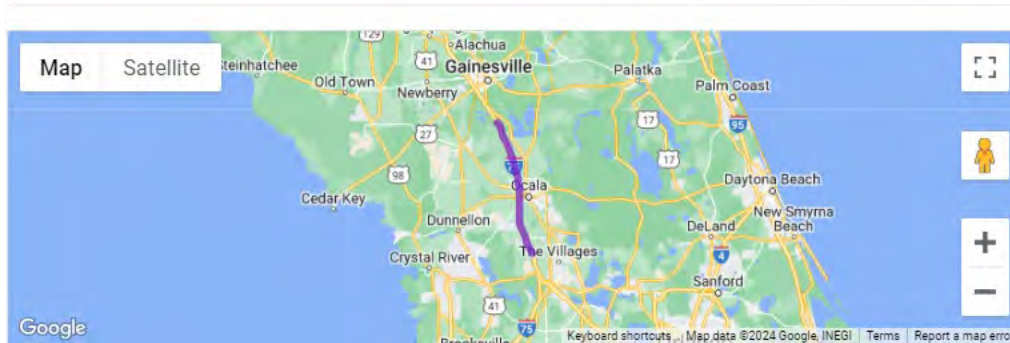 Map
Satellite
129
Alachua
41
Gainesville
Steinhatchee
Old Town
Newberry
Palatka
Palm Coast
27
17
95
17
98
Ocala
Cedar Key
Daytona Beach
Dunnellon
New Smyrna
Beach
DeLand
The Villages
Crystal River
4
Sanford
41
75
Google
Keyboard shortcuts
Map data ©2024 Google, INEGI
Terms
Report a map erro